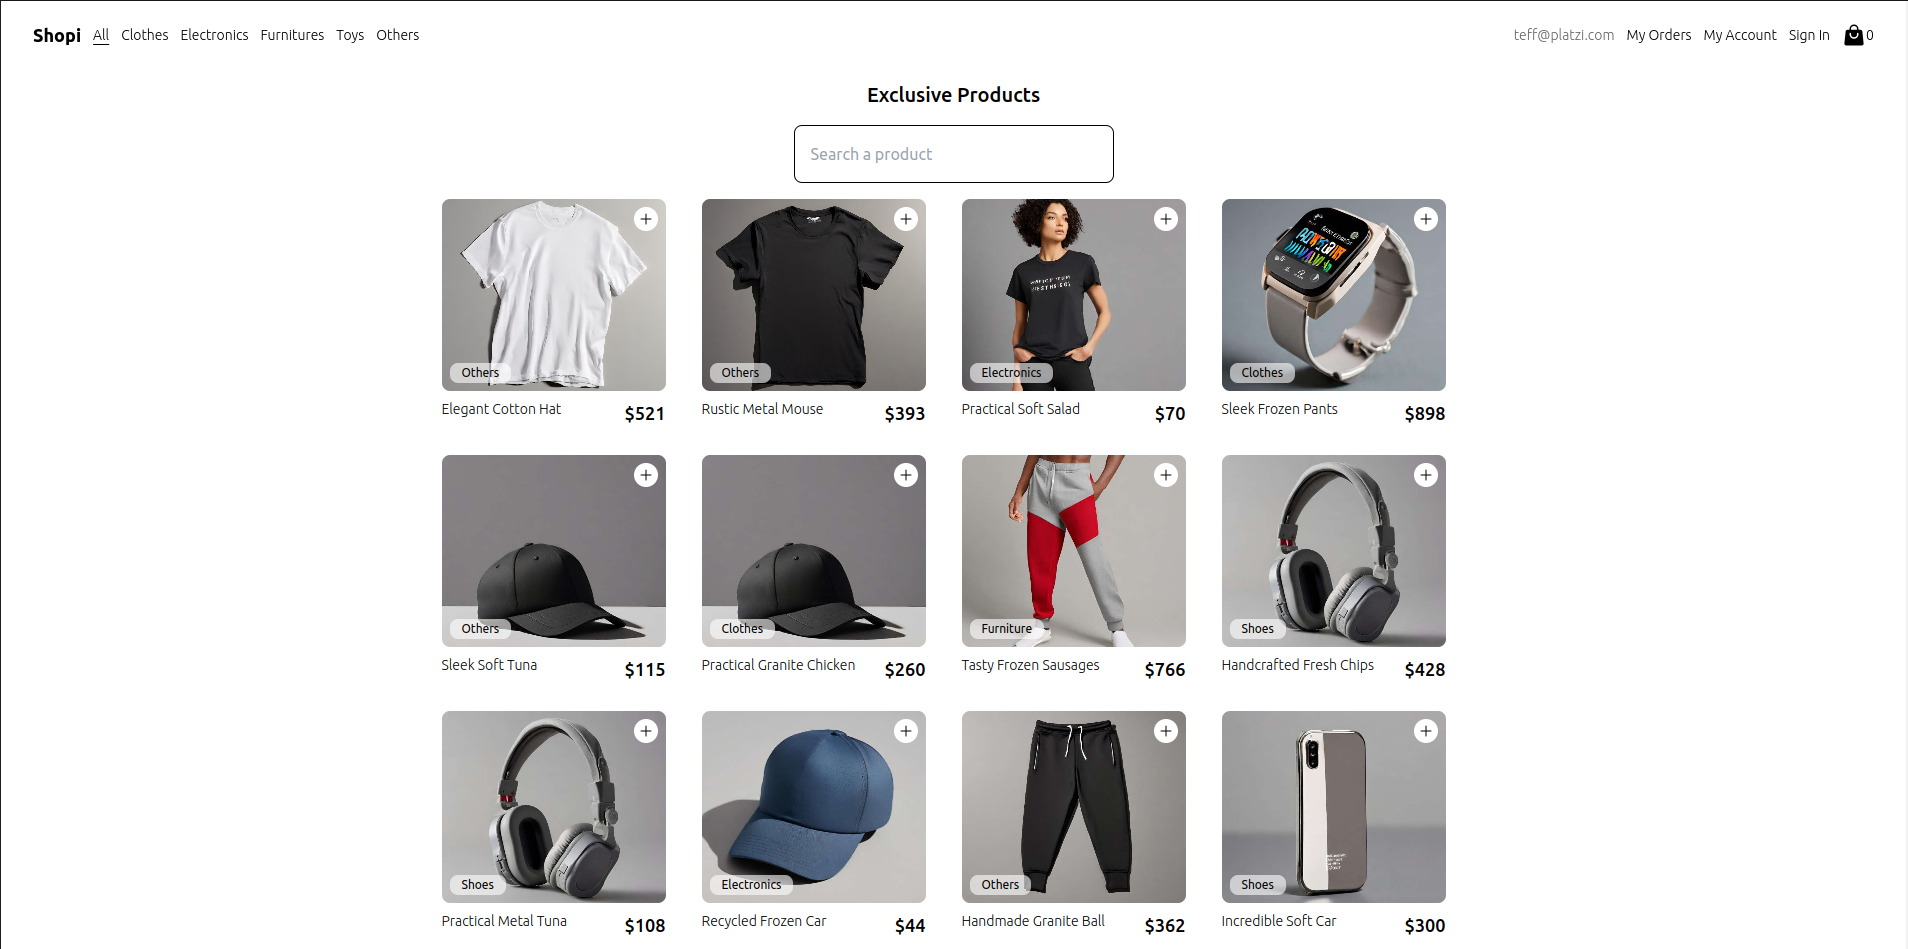 Shopi All Clothes Electronics Furnitures Toys Others
teff@platzi.com My Orders My Account Sign In 0
Exclusive Products
Search a product
Others
Elegant Cotton Hat $521
Others
Rustic Metal Mouse $393
Electronics
Practical Soft Salad $70
Clothes
Sleek Frozen Pants $898
Others
Sleek Soft Tuna $115
Clothes
Practical Granite Chicken $260
Furniture
Tasty Frozen Sausages $766
Shoes
Handcrafted Fresh Chips $428
Shoes
Practical Metal Tuna $108
Electronics
Recycled Frozen Car $44
Others
Handmade Granite Ball $362
Shoes
Incredible Soft Car $300